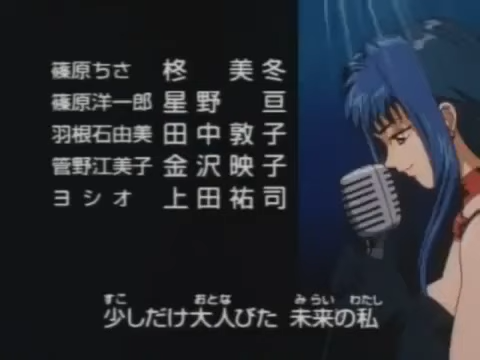 篠原ちさ 柊 美冬
篠原洋一郎 星野 亘
羽根石由美 田中敦子
管野江美子 金沢映子
ヨシオ 上田祐司
すこ おとな みらい わたし
少しだけ大人びた 未来の私